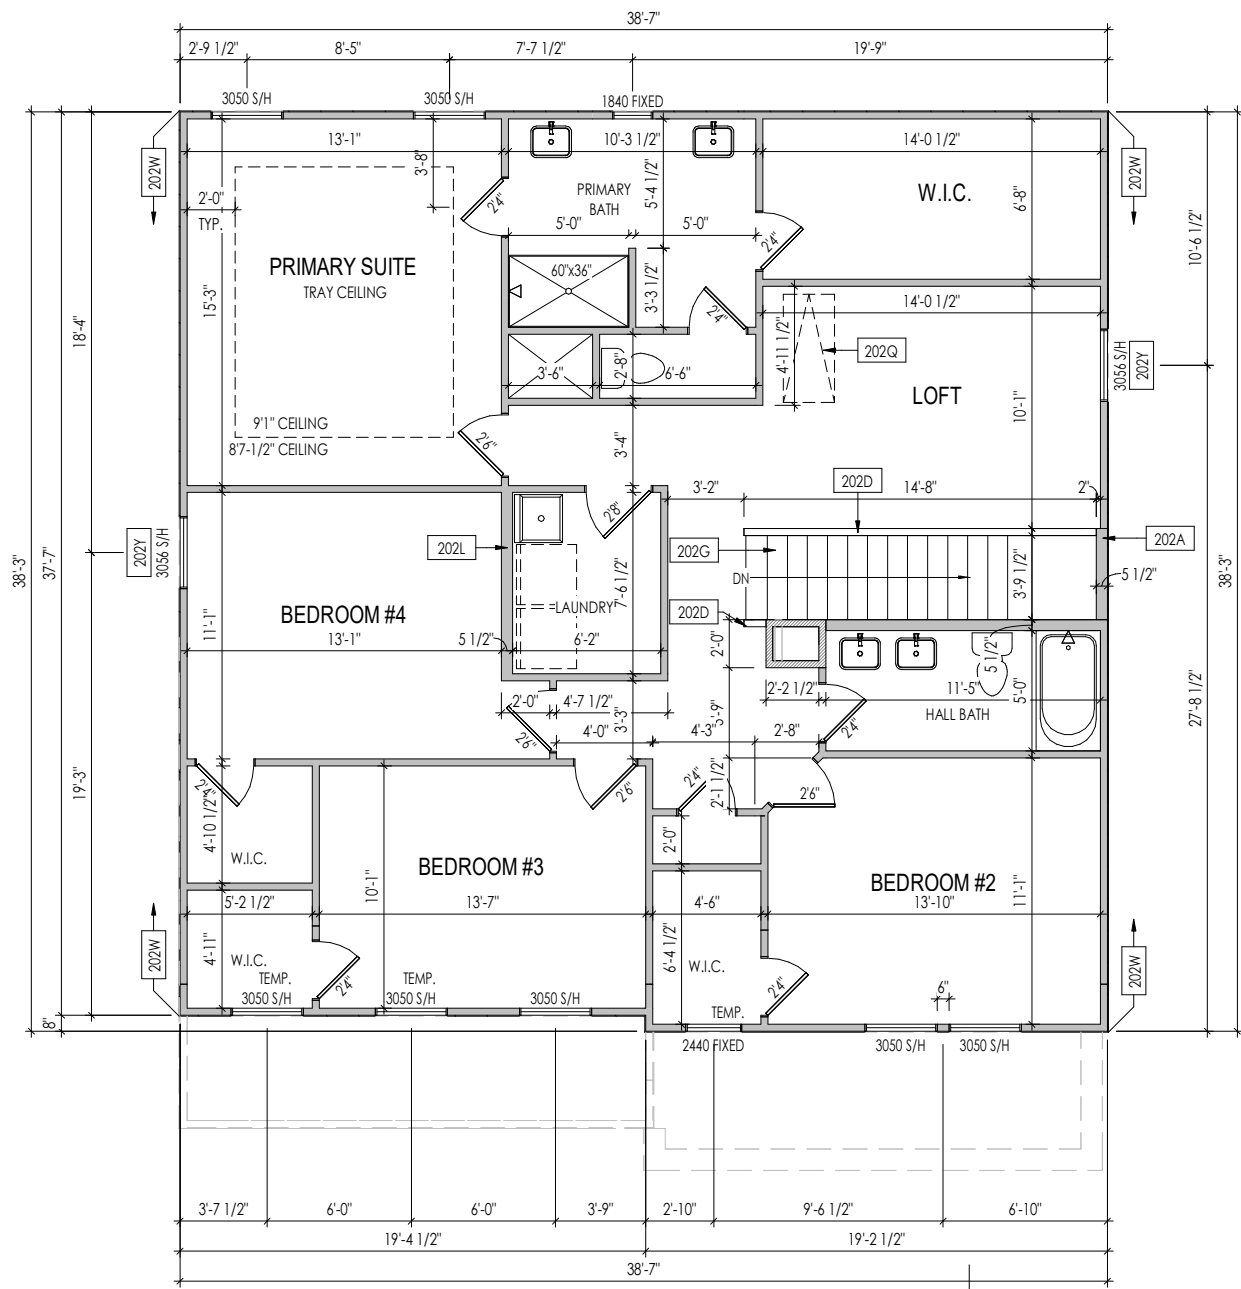 38'-7"
2'-9 1/2" 8'-5" 7'-7 1/2" 19'-9"
3050 S/H 3050 S/H 1840 FIXED
13'-1" 10'-3 1/2" 14'-0 1/2"
202W 3'-8" 2'4" 5'-4 1/2" 6'-8" 202W
2'-0" PRIMARY W.I.C.
TYP. BATH
5'-0" 5'-0" 2'4" 10'-6 1/2"
PRIMARY SUITE 60"x36"
TRAY CEILING 3'-3 1/2" 2'4" 14'-0 1/2"
15'-3" 18'-4" 4'-11 1/2" 202Q 3056 S/H 202Y
3'-6" 2'-8" 6'-6" LOFT 10'-1"
9'1" CEILING
8'7-1/2" CEILING 2'6" 3'-4"
3'-2" 202D 14'-8" 2"
2'8"
202Y 3056 S/H 202L 202G 202A
38'-3" 37'-7" 7'-6 1/2" DN 3'-9 1/2" 5 1/2" 38'-3"
BEDROOM #4 LAUNDRY 202D
11'-1" 13'-1" 5 1/2" 6'-2" 2'-0" 5 1/2" 5'-0"
2'-0" 4'-7 1/2" 2'-2 1/2" 11'-5"
2'6" 4'-0" 3'-3" 4'-3" 5'-9" 2'-8" 2'4" HALL BATH 27'-8 1/2"
2'4" 2'6" 2'4" 2'-1 1/2" 2'6"
19'-3" 4'-10 1/2"
W.I.C. 2'-0"
BEDROOM #3 BEDROOM #2
5'-2 1/2" 10'-1" 13'-7" 4'-6" 13'-10" 11'-1"
202W 4'-11" W.I.C. 6'-4 1/2" W.I.C. 202W
TEMP. 2'4" TEMP. 2'4" 6"
3050 S/H 3050 S/H 3050 S/H TEMP.
8" 2440 FIXED 3050 S/H 3050 S/H
3'-7 1/2" 6'-0" 6'-0" 3'-9" 2'-10" 9'-6 1/2" 6'-10"
19'-4 1/2" 19'-2 1/2"
38'-7"